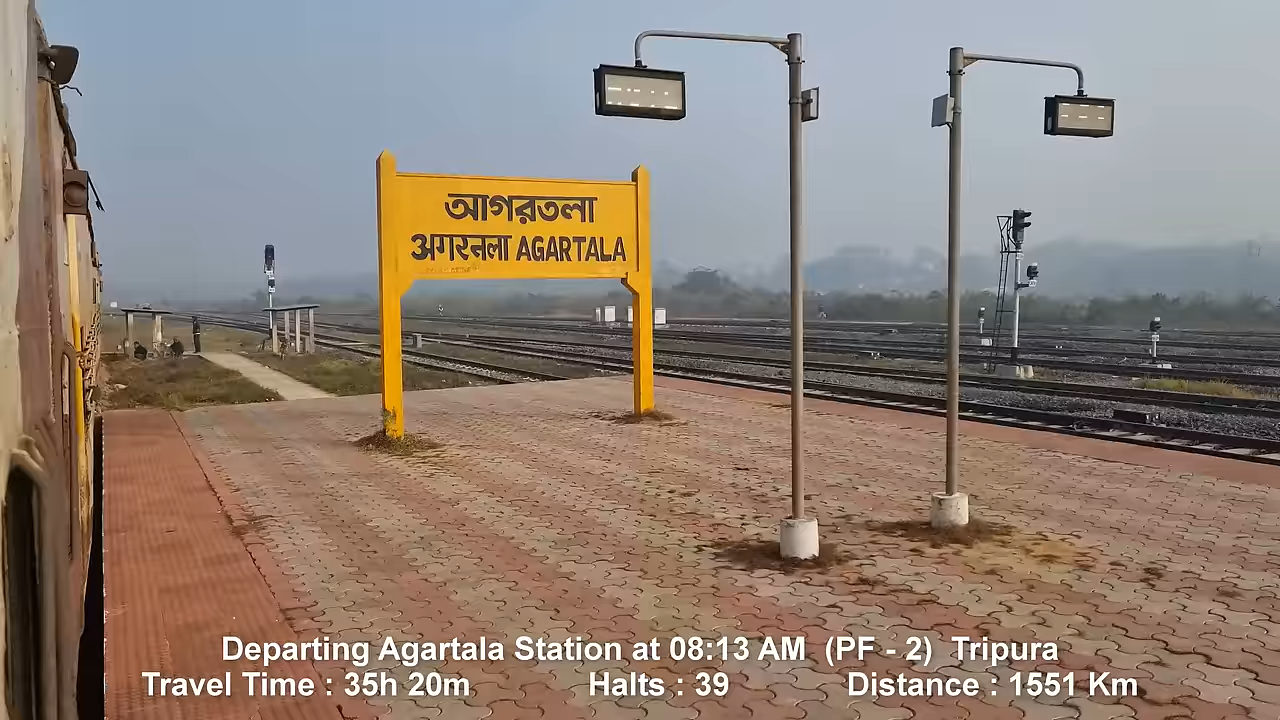 আগরতলা
अगरतला AGARTALA
Departing Agartala Station at 08:13 AM (PF - 2) Tripura
Travel Time : 35h 20m Halts : 39 Distance : 1551 Km